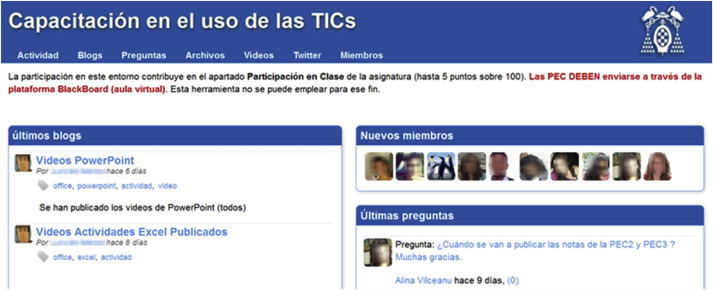 Capacitación en el uso de las TICs
Actividad Blogs Preguntas Archivos Videos Twitter Miembros
La participación en este entorno contribuye en el apartado Participación en Clase de la asignatura (hasta 5 puntos sobre 100). Las PEC DEBEN enviarse a través de la
plataforma BlackBoard (aula virtual). Esta herramienta no se puede emplear para ese fin.
últimos blogs
Videos PowerPoint
Por hace 6 días
office, powerpoint, actividad, video
Se han publicado los videos de PowerPoint (todos)
Videos Actividades Excel Publicados
Por hace 8 días
office, excel, actividad
Nuevos miembros
Últimas preguntas
Pregunta: ¿Cuándo se van a publicar las notas de la PEC2 y PEC3 ?
Muchas gracias.
Alina Vilceanu hace 9 días, (0)